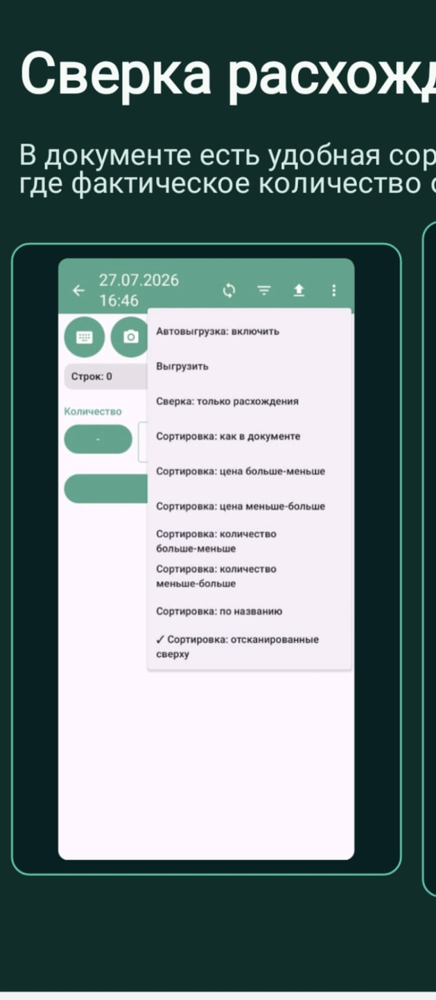 Сверка расхожд
В документе есть удобная сор
где фактическое количество
27.07.2026
16:46
Автовыгрузка: включить
Выгрузить
Строк: 0
Сверка: только расхождения
Количество
Сортировка: как в документе
-
Сортировка: цена больше-меньше
Сортировка: цена меньше-больше
Сортировка: количество
больше-меньше
Сортировка: количество
меньше-больше
Сортировка: по названию
✓ Сортировка: отсканированные
сверху